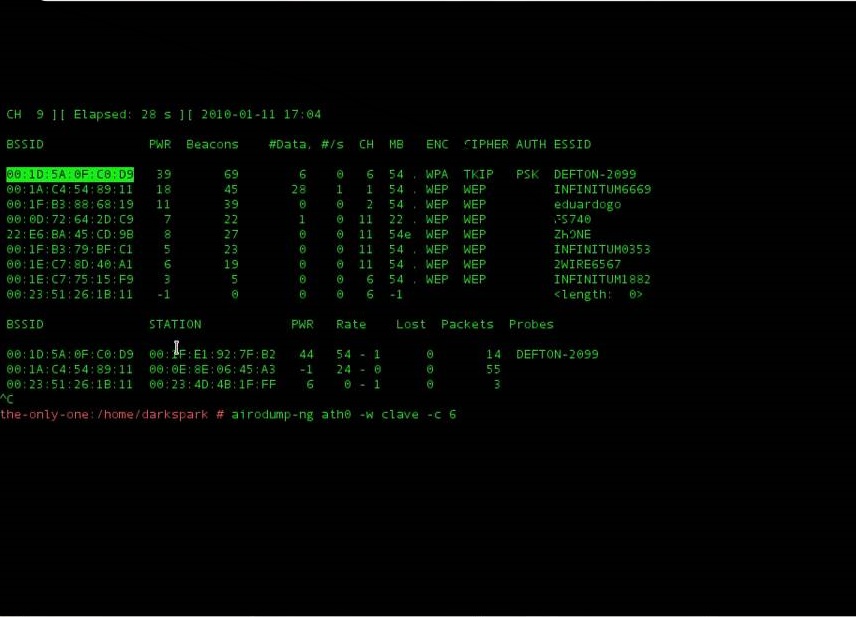 CH 9 ][ Elapsed: 28 s ][ 2010-01-11 17:04
BSSID PWR Beacons #Data, #/s CH MB ENC CIPHER AUTH ESSID
00:1D:5A:0F:C0:D9 39 69 6 0 6 54 . WPA TKIP PSK DEFTON-2099
00:1A:C4:54:89:11 18 45 28 1 1 54 . WEP WEP INFINITUM6669
00:1F:B3:88:68:19 11 39 0 0 2 54 . WEP WEP eduardogo
00:0D:72:64:2D:C9 7 22 1 0 11 22 . WEP WEP
22:E6:BA:45:CD:9B 8 27 0 0 11 54e WEP WEP
00:1F:B3:79:BF:C1 5 23 0 0 11 54 . WEP WEP INFINITUM0353
00:1E:C7:8D:40:A1 6 19 0 0 11 54 . WEP WEP 2WIRE6567
00:1E:C7:75:15:F9 3 5 0 0 6 54 . WEP WEP INFINITUM1882
00:23:51:26:1B:11 -1 0 0 0 6 -1 <length: 0>
BSSID STATION PWR Rate Lost Packets Probes
00:1D:5A:0F:C0:D9 44 54 - 1 0 14 DEFTON-2099
00:1A:C4:54:89:11 00:0E:8E:06:45:A3 -1 24 - 0 0 55
00:23:51:26:1B:11 00:23:4D:4B:1F:FF 6 0 - 1 0 3
^C
the-only-one:/home/darkspark # airodump-ng ath0 -w clave -c 6